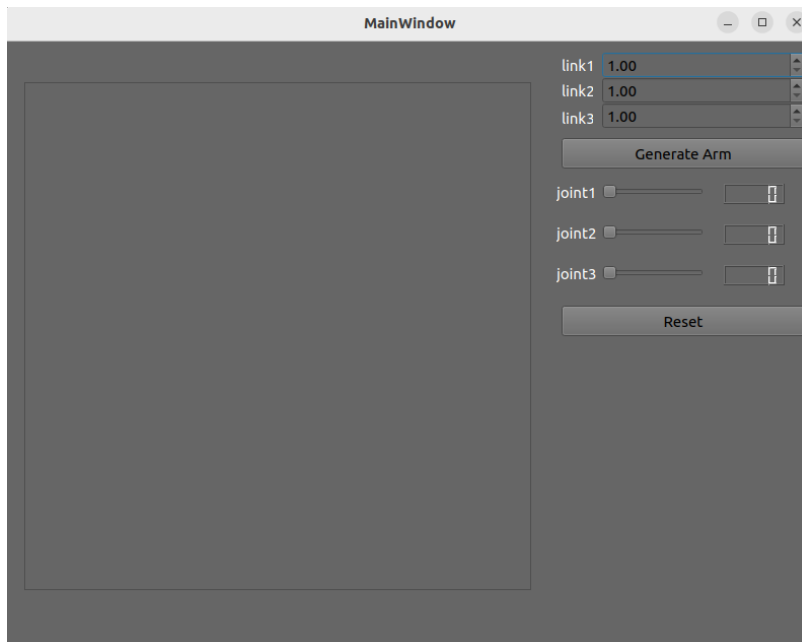 MainWindow
link1 1.00
link2 1.00
link3 1.00
Generate Arm
joint1 0
joint2 0
joint3 0
Reset